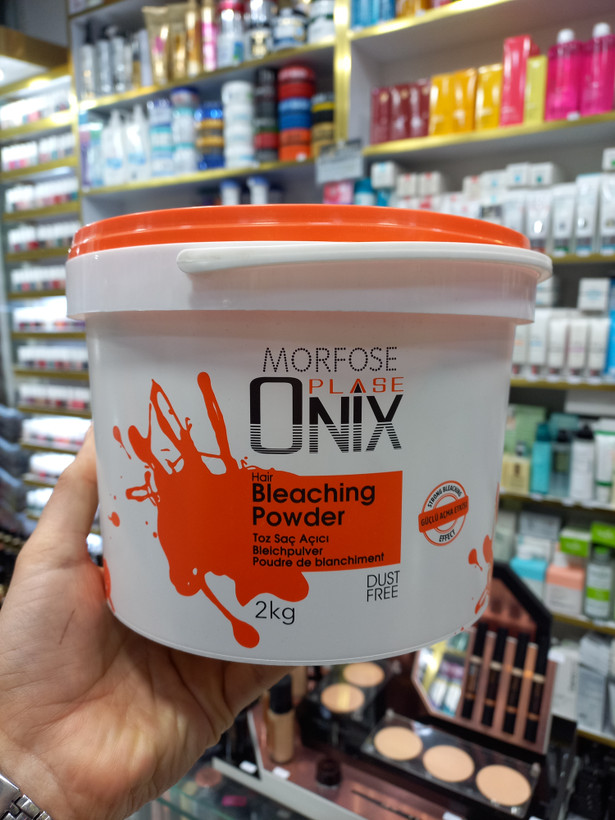 MORFOSE
PLASE
ONIX
Hair
Bleaching
Powder
Toz Saç Açıcı
Bleichpulver
Poudre de blanchiment
DUST
FREE
2kg
STRONG BLEACHING
GÜÇLÜ AÇMA ETKİSİ
EFFECT